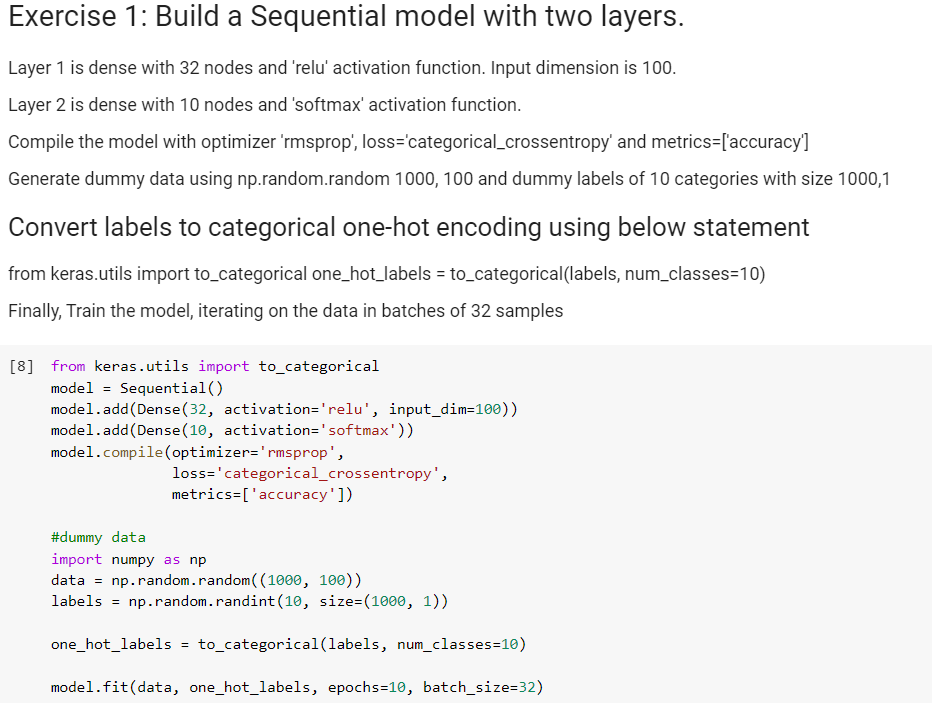 Exercise 1: Build a Sequential model with two layers.
Layer 1 is dense with 32 nodes and 'relu' activation function. Input dimension is 100.
Layer 2 is dense with 10 nodes and 'softmax' activation function.
Compile the model with optimizer 'rmsprop', loss='categorical_crossentropy' and metrics=['accuracy']
Generate dummy data using np.random.random 1000, 100 and dummy labels of 10 categories with size 1000,1
Convert labels to categorical one-hot encoding using below statement
from keras.utils import to_categorical one_hot_labels = to_categorical(labels, num_classes=10)
Finally, Train the model, iterating on the data in batches of 32 samples
[8] from keras.utils import to_categorical
model = Sequential()
model.add(Dense(32, activation='relu', input_dim=100))
model.add(Dense(10, activation='softmax'))
model.compile(optimizer='rmsprop',
loss='categorical_crossentropy',
metrics=['accuracy'])
#dummy data
import numpy as np
data = np.random.random((1000, 100))
labels = np.random.randint(10, size=(1000, 1))
one_hot_labels = to_categorical(labels, num_classes=10)
model.fit(data, one_hot_labels, epochs=10, batch_size=32)